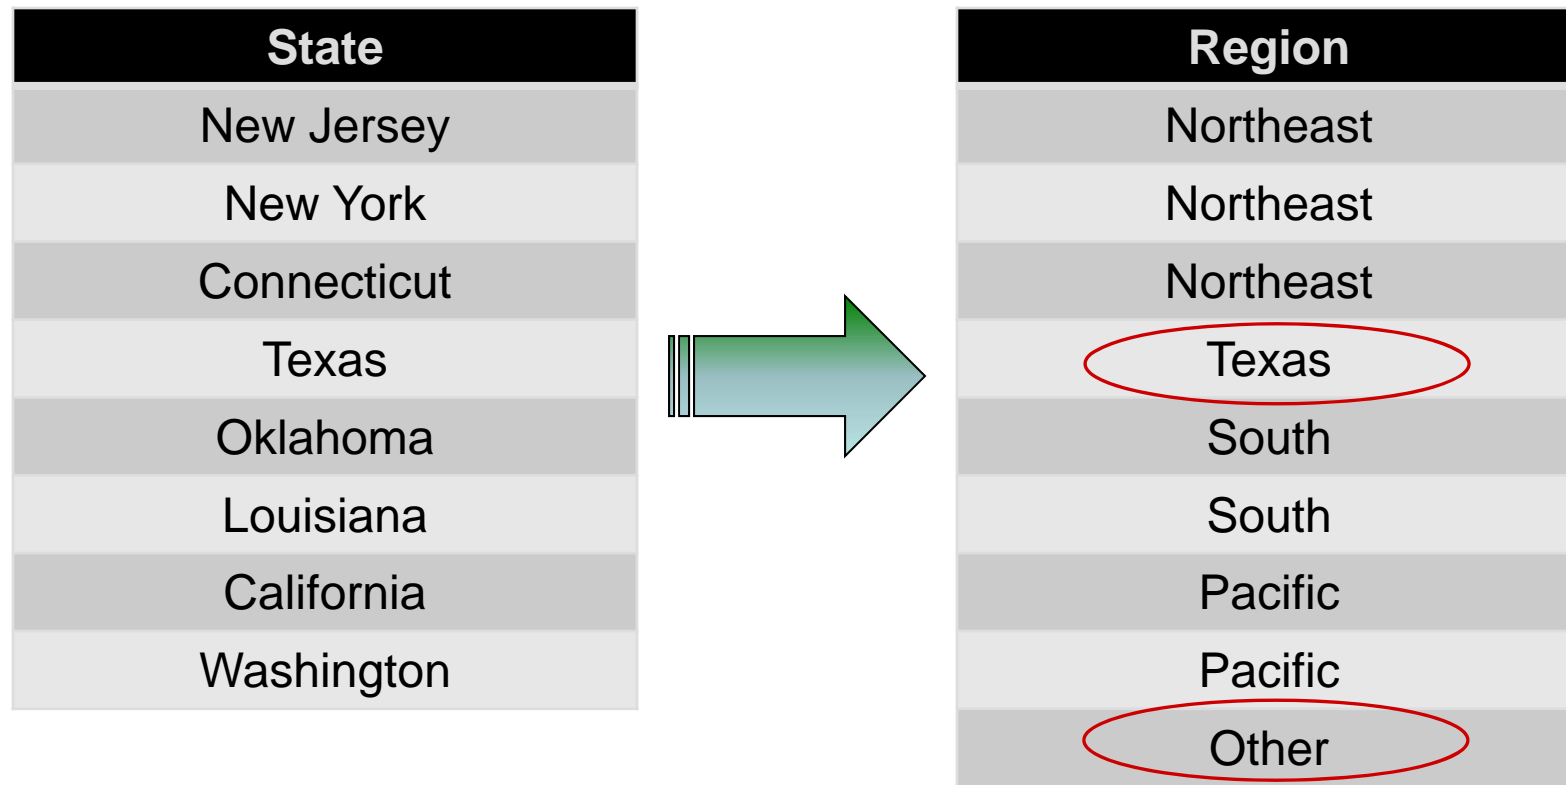 State
New Jersey
New York
Connecticut
Texas
Oklahoma
Louisiana
California
Washington
Region
Northeast
Northeast
Northeast
Texas
South
South
Pacific
Pacific
Other